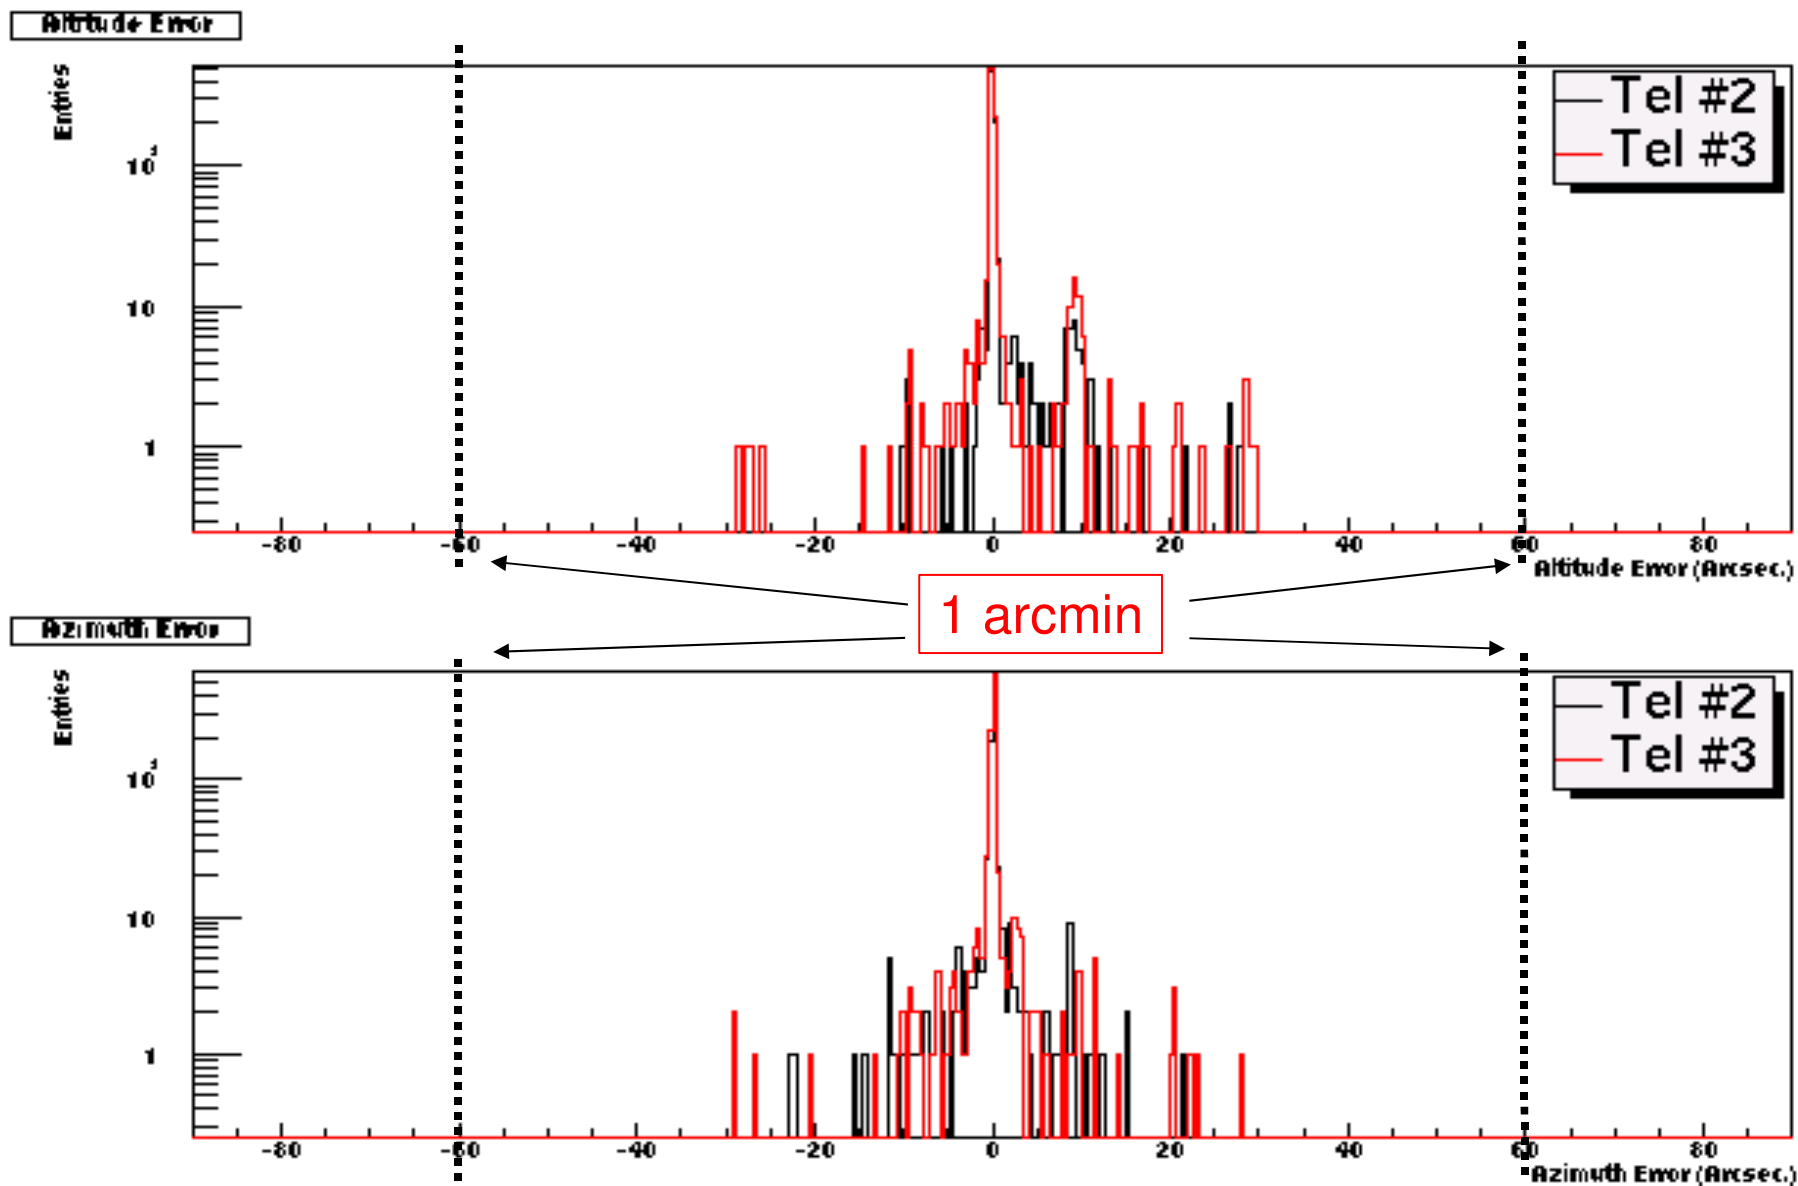 Altitude Error
Entries
Tel #2
Tel #3
10²
10
1
-80 -60 -40 -20 0 20 40 60 80
Altitude Error (Arcsec.)
1 arcmin
Azimuth Error
Entries
Tel #2
Tel #3
10²
10
1
-80 -60 -40 -20 0 20 40 60 80
Azimuth Error (Arcsec.)